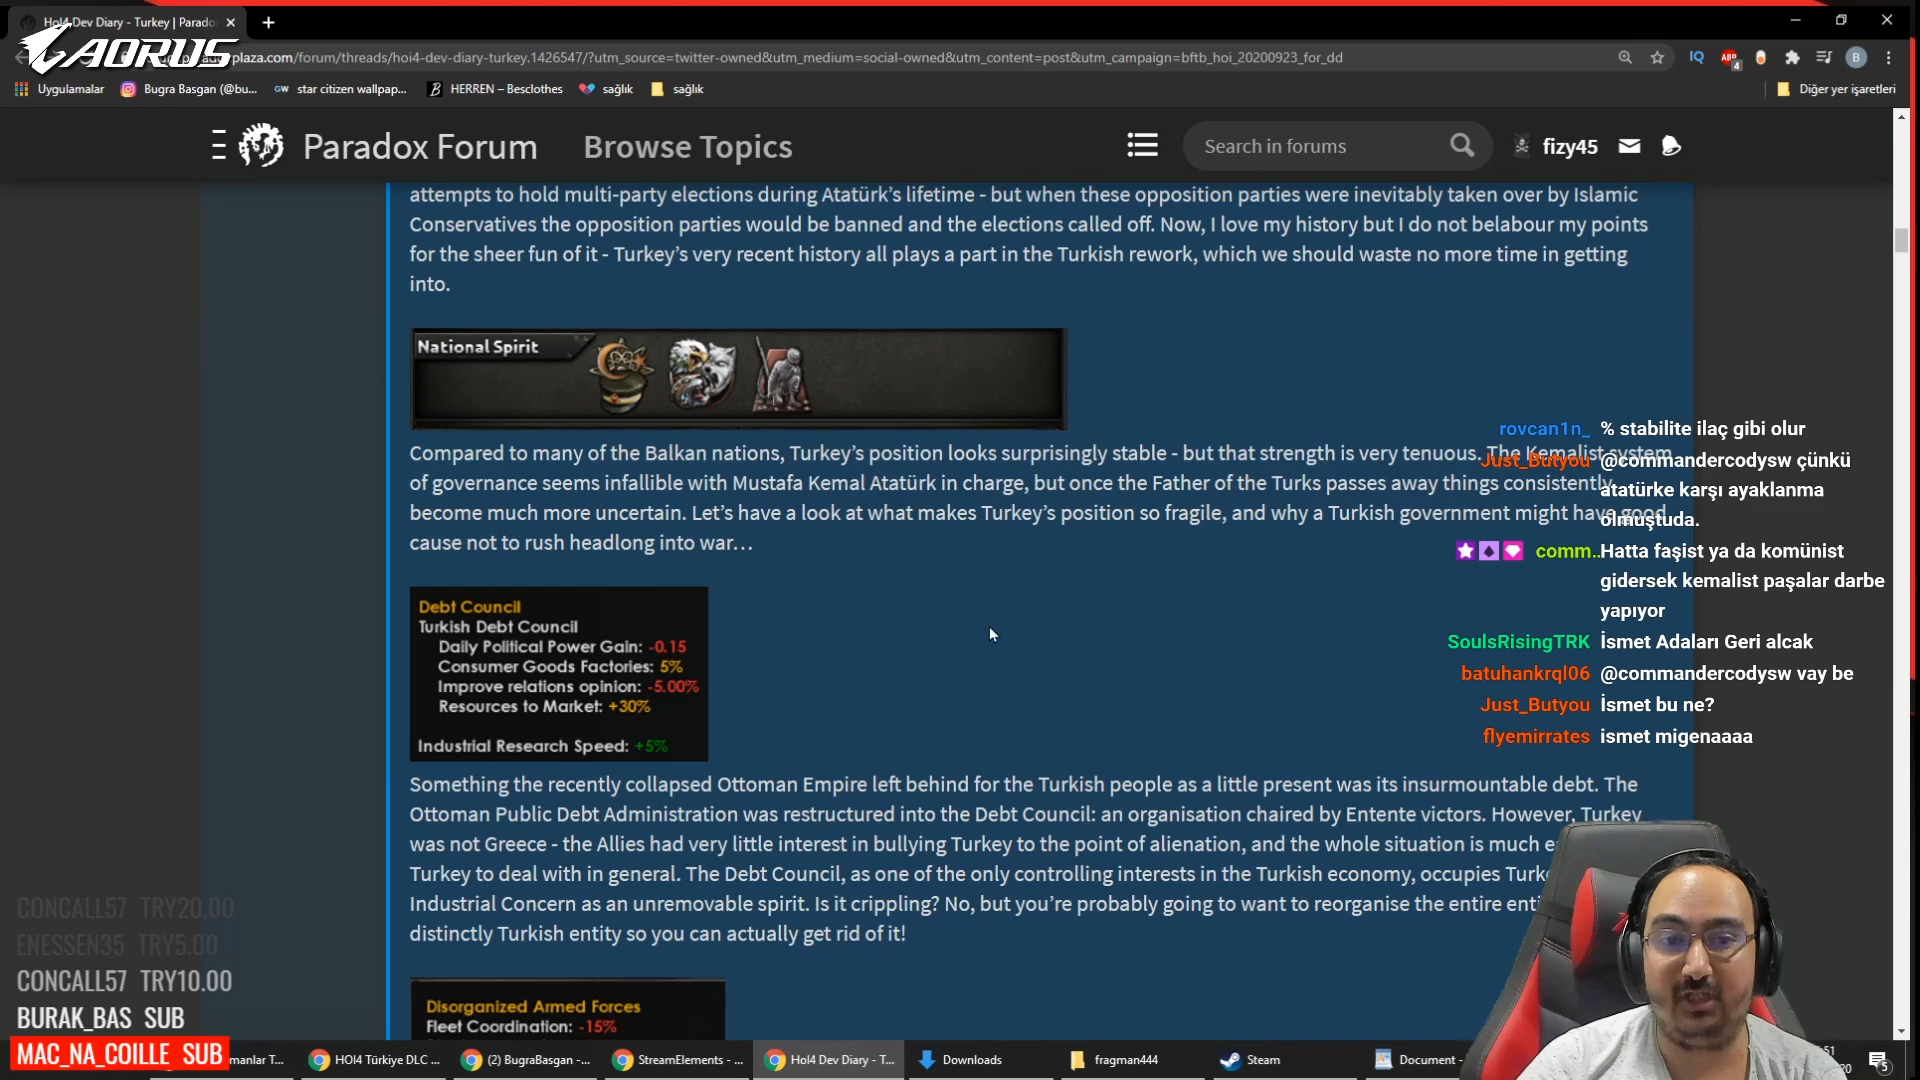 HoI4 Dev Diary - Turkey | Parado
AORUS
plaza.com/forum/threads/hoi4-dev-diary-turkey.1426547/?utm_source=twitter-owned&utm_medium=social-owned&utm_content=post&utm_campaign=bftb_hoi_20200923_for_dd
IQ
ABP
4
B
Uygulamalar
Bugra Basgan (@bu...
GW
star citizen wallpap...
B
HERREN – Besclothes
sağlık
sağlık
Diğer yer işaretleri
Paradox Forum
Browse Topics
Search in forums
fizy45
attempts to hold multi-party elections during Atatürk's lifetime - but when these opposition parties were inevitably taken over by Islamic
Conservatives the opposition parties would be banned and the elections called off. Now, I love my history but I do not belabour my points
for the sheer fun of it - Turkey's very recent history all plays a part in the Turkish rework, which we should waste no more time in getting
into.
National Spirit
Compared to many of the Balkan nations, Turkey's position looks surprisingly stable - but that strength is very tenuous. The Kemalist system
of governance seems infallible with Mustafa Kemal Atatürk in charge, but once the Father of the Turks passes away things consistently
become much more uncertain. Let's have a look at what makes Turkey's position so fragile, and why a Turkish government might have good
cause not to rush headlong into war…
Debt Council
Turkish Debt Council
Daily Political Power Gain: -0.15
Consumer Goods Factories: 5%
Improve relations opinion: -5.00%
Resources to Market: +30%
Industrial Research Speed: +5%
Something the recently collapsed Ottoman Empire left behind for the Turkish people as a little present was its insurmountable debt. The
Ottoman Public Debt Administration was restructured into the Debt Council: an organisation chaired by Entente victors. However, Turkey
was not Greece - the Allies had very little interest in bullying Turkey to the point of alienation, and the whole situation is much
Turkey to deal with in general. The Debt Council, as one of the only controlling interests in the Turkish economy, occupies
Industrial Concern as an unremovable spirit. Is it crippling? No, but you're probably going to want to reorganise the entire
distinctly Turkish entity so you can actually get rid of it!
Disorganized Armed Forces
Fleet Coordination: -15%
rovcan1n_ % stabilite ilaç gibi olur
Just_Butyou @commandercodysw çünkü
atatürke karşı ayaklanma
olmuştuda.
comm.. Hatta faşist ya da komünist
gidersek kemalist paşalar darbe
yapıyor
SoulsRisingTRK İsmet Adaları Geri alcak
batuhankrql06 @commandercodysw vay be
Just_Butyou İsmet bu ne?
flyemirrates ismet migenaaaa
CONCALL57 TRY20.00
ENESSEN35 TRY5.00
CONCALL57 TRY10.00
BURAK_BAS SUB
MAC_NA_COILLE SUB
manlar T...
HOI4 Türkiye DLC ...
(2) BugraBasgan -...
StreamElements - ...
HoI4 Dev Diary - T...
Downloads
fragman444
Steam
Document -
51
20
5